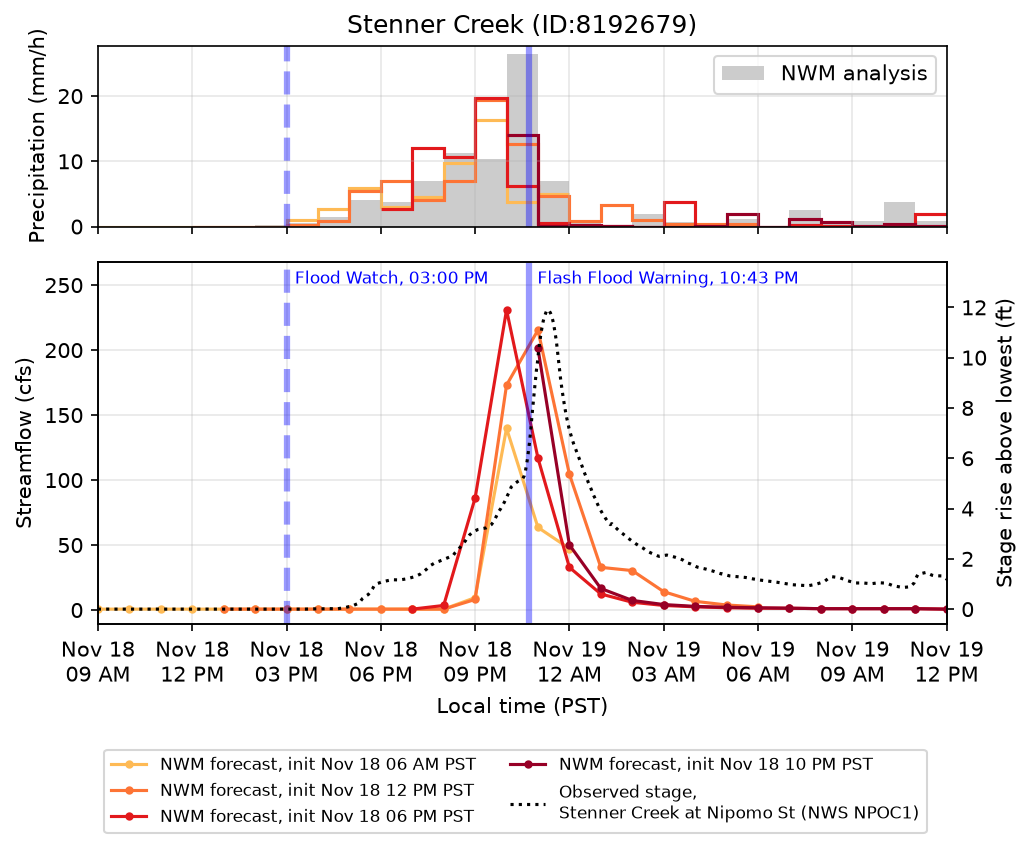 Stenner Creek (ID:8192679)
Precipitation (mm/h)
20
10
0
NWM analysis
Flood Watch, 03:00 PM
Flash Flood Warning, 10:43 PM
Streamflow (cfs)
250
200
150
100
50
0
12
10
8
6
4
2
0
Stage rise above lowest (ft)
Nov 18 Nov 18 Nov 18 Nov 18 Nov 18 Nov 19 Nov 19 Nov 19 Nov 19 Nov 19
09 AM 12 PM 03 PM 06 PM 09 PM 12 AM 03 AM 06 AM 09 AM 12 PM
Local time (PST)
NWM forecast, init Nov 18 06 AM PST
NWM forecast, init Nov 18 12 PM PST
NWM forecast, init Nov 18 06 PM PST
NWM forecast, init Nov 18 10 PM PST
Observed stage,
Stenner Creek at Nipomo St (NWS NPOC1)